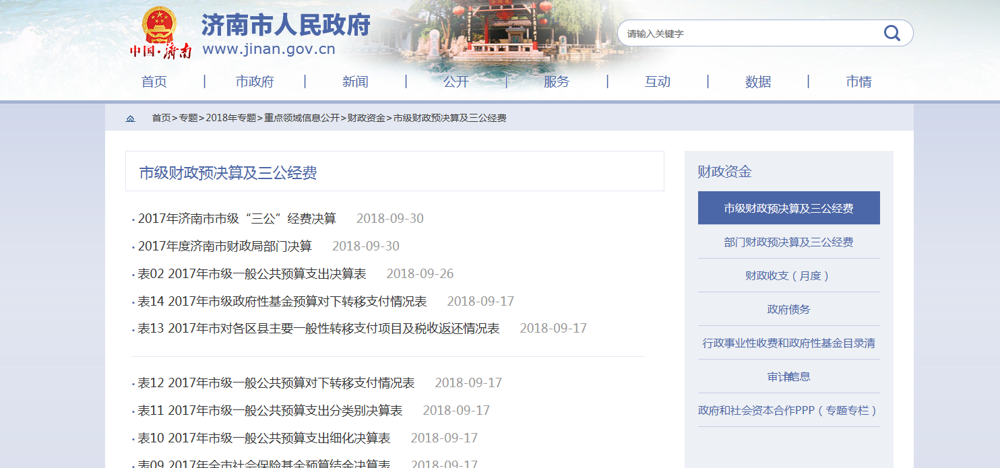 济南市人民政府
中国·济南
www.jinan.gov.cn
请输入关键字
首页 | 市政府 | 新闻 | 公开 | 服务 | 互动 | 数据 | 市情
首页>专题>2018年专题>重点领域信息公开>财政资金>市级财政预决算及三公经费
市级财政预决算及三公经费
·2017年济南市市级“三公”经费决算 2018-09-30
·2017年度济南市财政局部门决算 2018-09-30
·表02 2017年市级一般公共预算支出决算表 2018-09-26
·表14 2017年市级政府性基金预算对下转移支付情况表 2018-09-17
·表13 2017年市对各区县主要一般性转移支付项目及税收返还情况表 2018-09-17
·表12 2017年市级一般公共预算对下转移支付情况表 2018-09-17
·表11 2017年市级一般公共预算支出分类别决算表 2018-09-17
·表10 2017年市级一般公共预算支出细化决算表 2018-09-17
·表09 2017年全市社会保险基金预算结余决算表 2018-09-17
财政资金
市级财政预决算及三公经费
部门财政预决算及三公经费
财政收支（月度）
政府债务
行政事业性收费和政府性基金目录清
单
审计信息
政府和社会资本合作PPP（专题专栏）